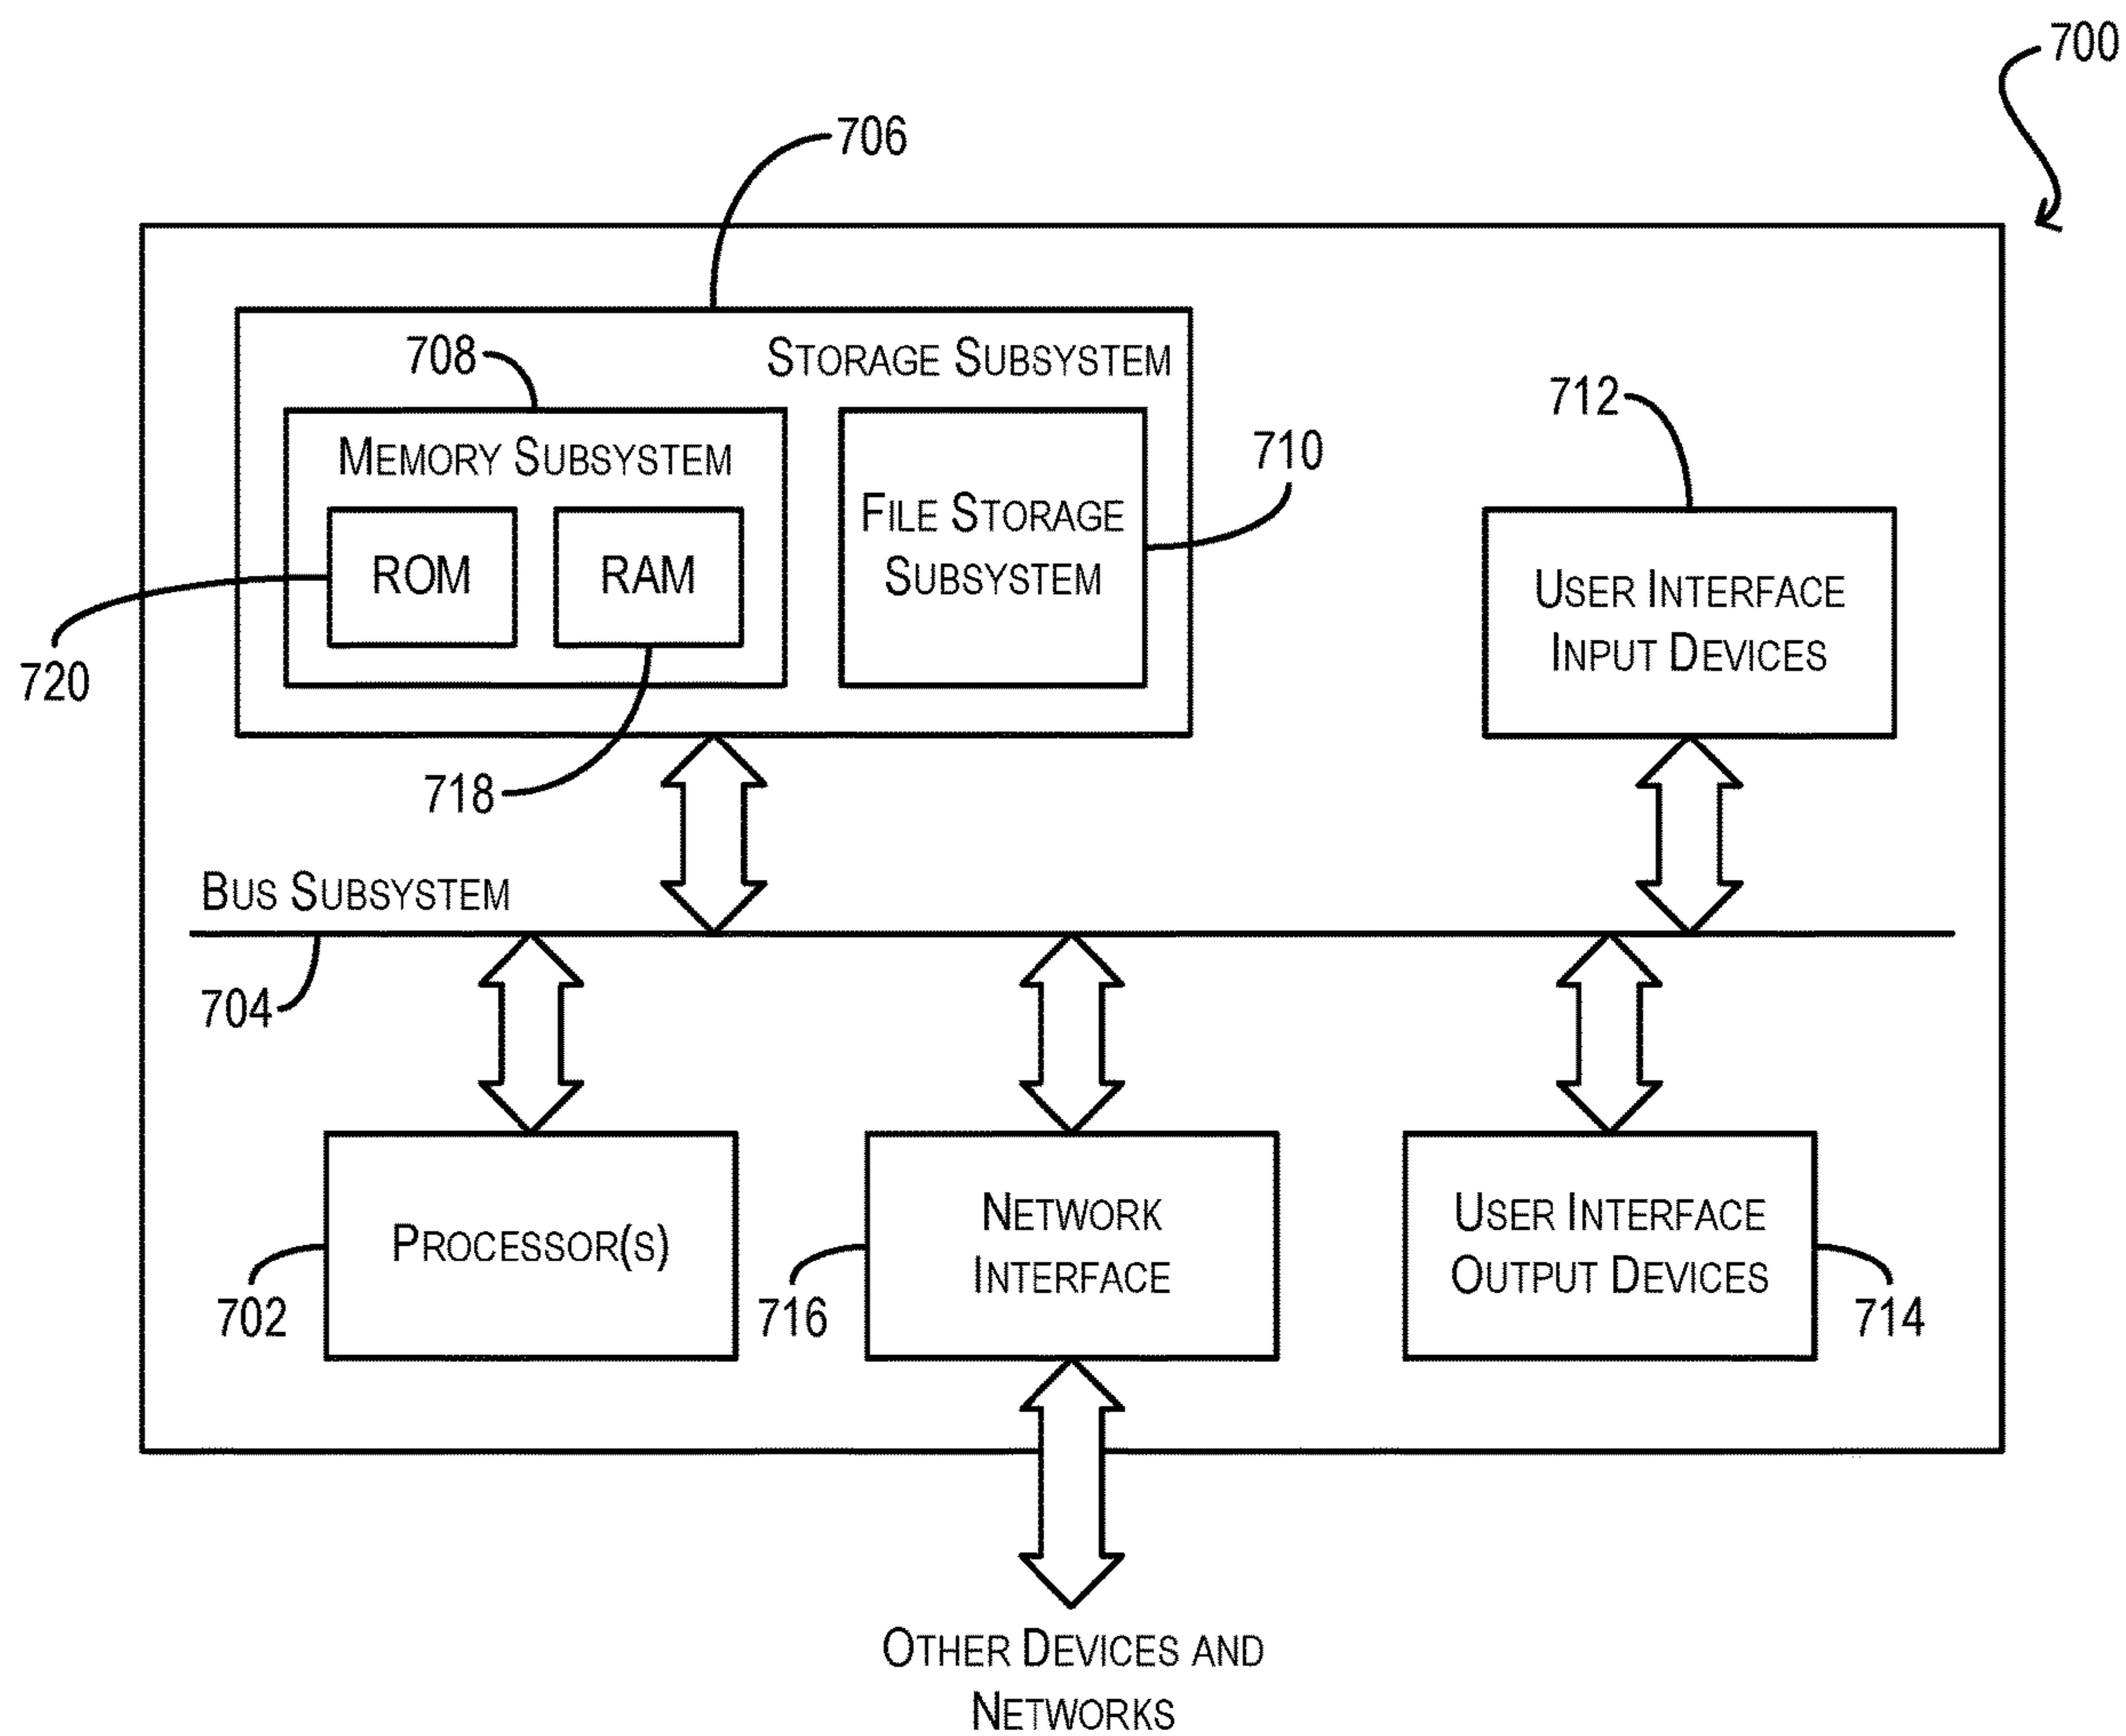 700
706
708
STORAGE SUBSYSTEM
712
MEMORY SUBSYSTEM
710
FILE STORAGE
SUBSYSTEM
ROM
RAM
USER INTERFACE
INPUT DEVICES
720
718
BUS SUBSYSTEM
704
PROCESSOR(S)
702
NETWORK
INTERFACE
716
USER INTERFACE
OUTPUT DEVICES
714
OTHER DEVICES AND
NETWORKS